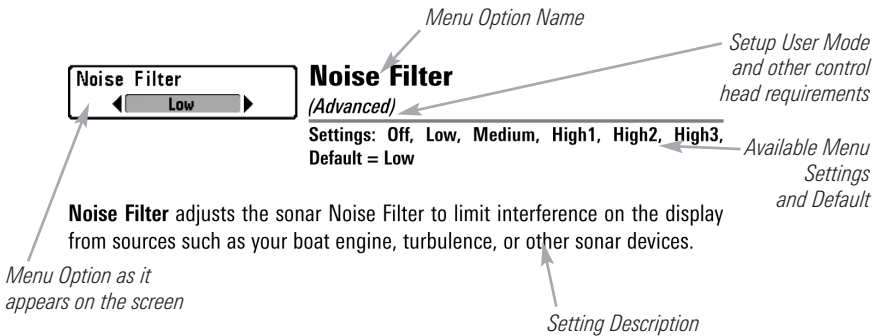 Menu Option Name
Setup User Mode
and other control
head requirements
Noise Filter
Low
Noise Filter
(Advanced)
Settings: Off, Low, Medium, High1, High2, High3,
Default = Low
Available Menu
Settings
and Default
Noise Filter adjusts the sonar Noise Filter to limit interference on the display
from sources such as your boat engine, turbulence, or other sonar devices.
Menu Option as it
appears on the screen
Setting Description